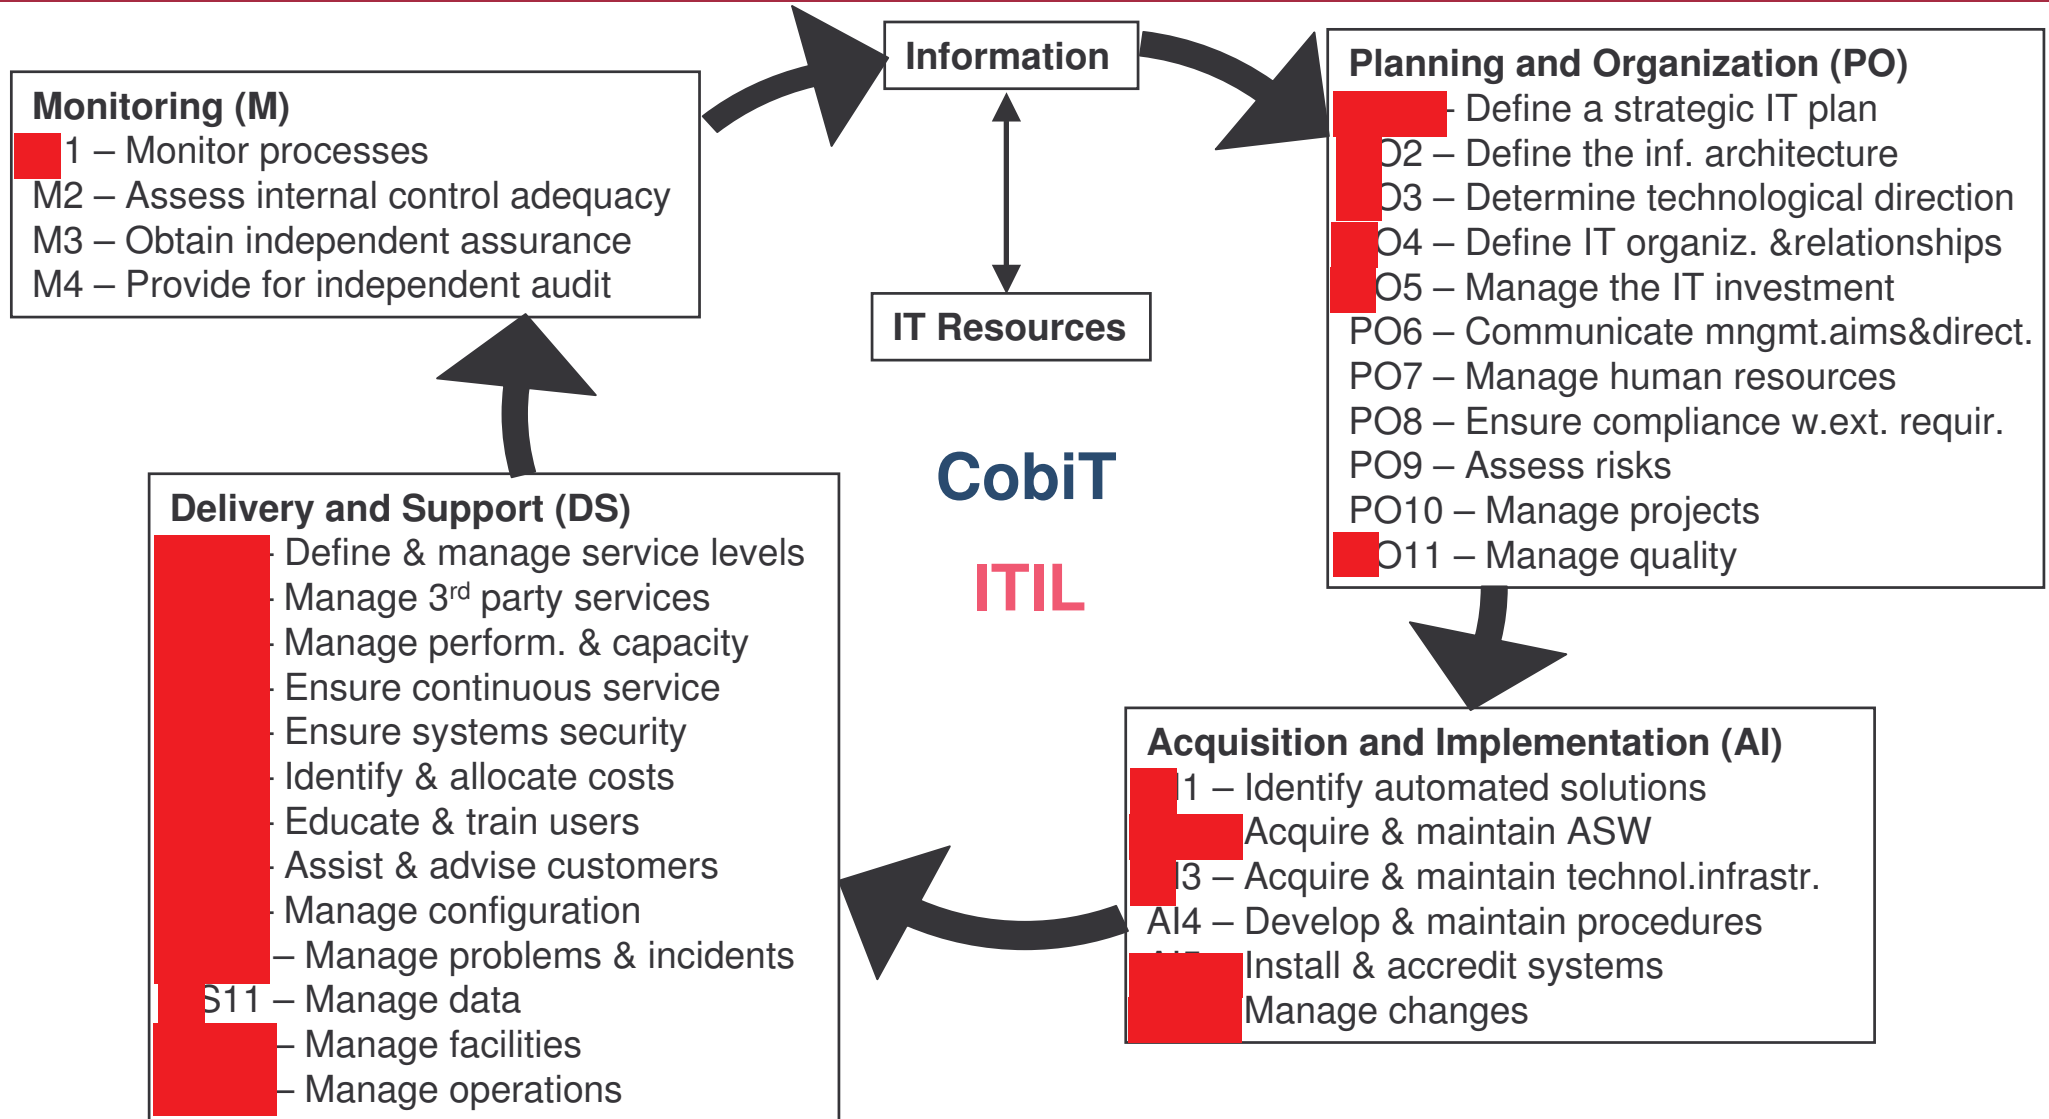 Information
Monitoring (M)
1 – Monitor processes
M2 – Assess internal control adequacy
M3 – Obtain independent assurance
M4 – Provide for independent audit
IT Resources
Planning and Organization (PO)
- Define a strategic IT plan
O2 – Define the inf. architecture
O3 – Determine technological direction
O4 – Define IT organiz. &relationships
O5 – Manage the IT investment
PO6 – Communicate mngmt.aims&direct.
PO7 – Manage human resources
PO8 – Ensure compliance w.ext. requir.
PO9 – Assess risks
PO10 – Manage projects
O11 – Manage quality
CobiT
ITIL
Delivery and Support (DS)
- Define & manage service levels
- Manage 3rd party services
- Manage perform. & capacity
- Ensure continuous service
- Ensure systems security
- Identify & allocate costs
- Educate & train users
- Assist & advise customers
- Manage configuration
– Manage problems & incidents
S11 – Manage data
– Manage facilities
– Manage operations
Acquisition and Implementation (AI)
1 – Identify automated solutions
Acquire & maintain ASW
I3 – Acquire & maintain technol.infrastr.
AI4 – Develop & maintain procedures
Install & accredit systems
Manage changes